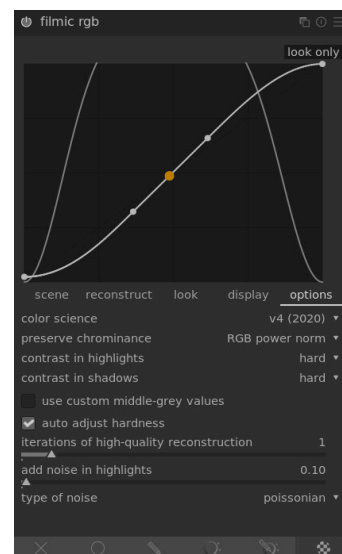 filmic rgb
look only
scene reconstruct look display options
color science v4 (2020)
preserve chrominance RGB power norm
contrast in highlights hard
contrast in shadows hard
use custom middle-grey values
auto adjust hardness
iterations of high-quality reconstruction 1
add noise in highlights 0.10
type of noise poissonian